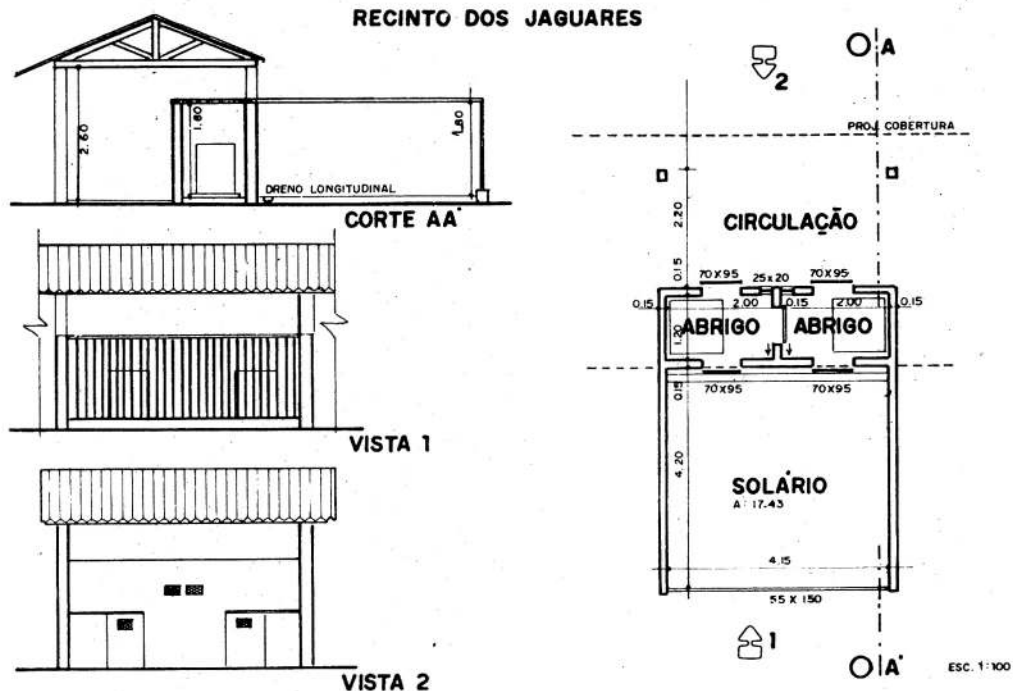 RECINTO DOS JAGUARES
2.60
1.80
1.80
DRENO LONGITUDINAL
CORTE AA'
VISTA 1
VISTA 2
A
2
PROJ. COBERTURA
2.20
CIRCULAÇÃO
0.15
70X95
25x20
70X95
0.15
2.00
0.15
2.00
0.15
ABRIGO
ABRIGO
1.20
0.15
70X95
70X95
4.20
SOLÁRIO
A: 17.43
4.15
55 X 150
1
A'
ESC. 1:100